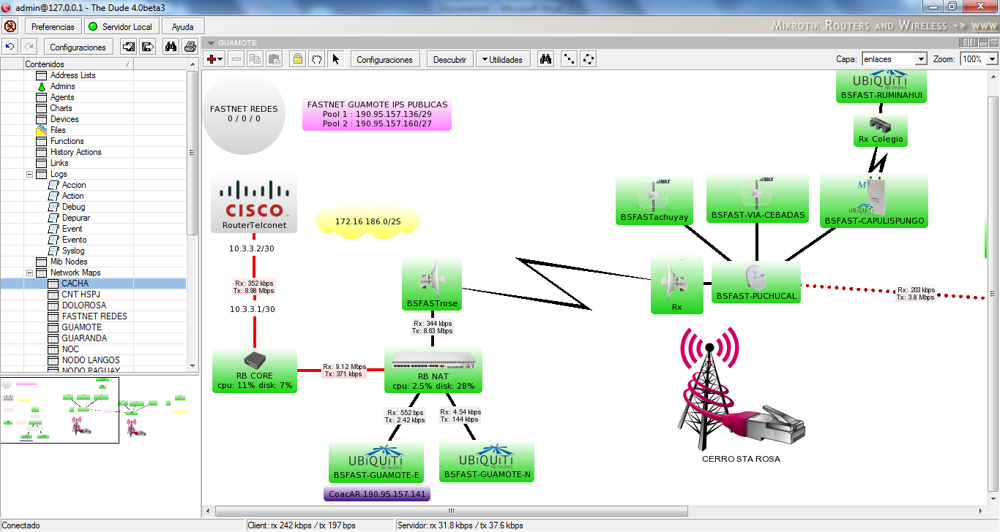 admin@127.0.0.1 - The Dude 4.0beta3
Preferencias
Servidor Local
Ayuda
MIKROTIK ROUTERS AND WIRELESS -> WWW
Configuraciones
GUAMOTE
Configuraciones
Descubrir
Utilidades
Capa:
enlaces
Zoom:
100%
Contenidos
Address Lists
Admins
Agents
Charts
Devices
Files
Functions
History Actions
Links
Logs
Accion
Action
Debug
Depurar
Event
Evento
Syslog
Mib Nodes
Network Maps
CACHA
CNT HSPJ
DOLOROSA
FASTNET REDES
GUAMOTE
GUARANDA
NOC
NODO LANGOS
NODO PAGUAY
FASTNET REDES
0 / 0 / 0
FASTNET GUAMOTE IPS PUBLICAS
Pool 1 : 190.95.157.136/29
Pool 2 : 190.95.157.160/27
UBiQUiTi
NETWORKS
BSFAST-RUMINAHUI
Rx Colegio
CISCO
RouterTelconet
172.16.186.0/25
10.3.3.2/30
Rx: 352 kbps
Tx: 8.98 Mbps
10.3.3.1/30
airMAX
BSFASTachuyay
airMAX
BSFAST-VIA-CEBADAS
M5
UBiQUiTi
BSFAST-CAPULISPUNGO
BSFASTrose
Rx
BSFAST-PUCHUCAL
Rx: 203 kbps
Tx: 3.8 Mbps
Rx: 344 kbps
Tx: 8.63 Mbps
RB CORE
cpu: 11% disk: 7%
Rx: 9.12 Mbps
Tx: 371 kbps
RB NAT
cpu: 2.5% disk: 28%
Rx: 552 bps
Tx: 2.42 kbps
Rx: 4.54 kbps
Tx: 144 kbps
UBiQUiTi
NETWORKS
BSFAST-GUAMOTE-E
UBiQUiTi
NETWORKS
BSFAST-GUAMOTE-N
CoacAR 190.95.157.141
CERRO STA ROSA
Conectado
Client: rx 242 kbps / tx 197 bps
Servidor: rx 31.8 kbps / tx 37.6 kbps